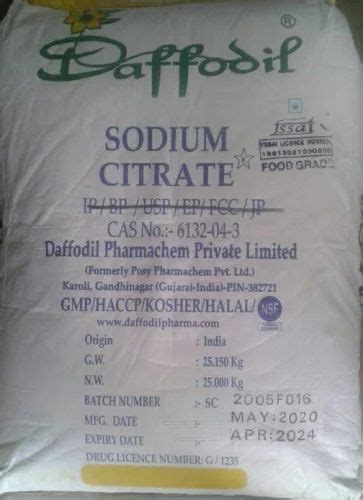 Daffodil ®
SODIUM
CITRATE
fssai
FSSAI LICENCE NUMBER
FOOD GRADE
IP/BP/USP/EP/FCC/JP
CAS No.:- 6132-04-3
Daffodil Pharmachem Private Limited
(Formerly Posy Pharmachem Pvt. Ltd.)
Karoli, Gandhinagar (Gujarat-India)-PIN-382721
GMP/HACCP/KOSHER/HALAL/ NSF
www.daffodilpharma.com
Origin : India
G.W. : 25.150 Kg
N.W. : 25.000 Kg
BATCH NUMBER :- SC 2005F016
MFG. DATE :- MAY:2020
EXPIRY DATE :- APR:2024
DRUG LICENCE NUMBER: G/1235